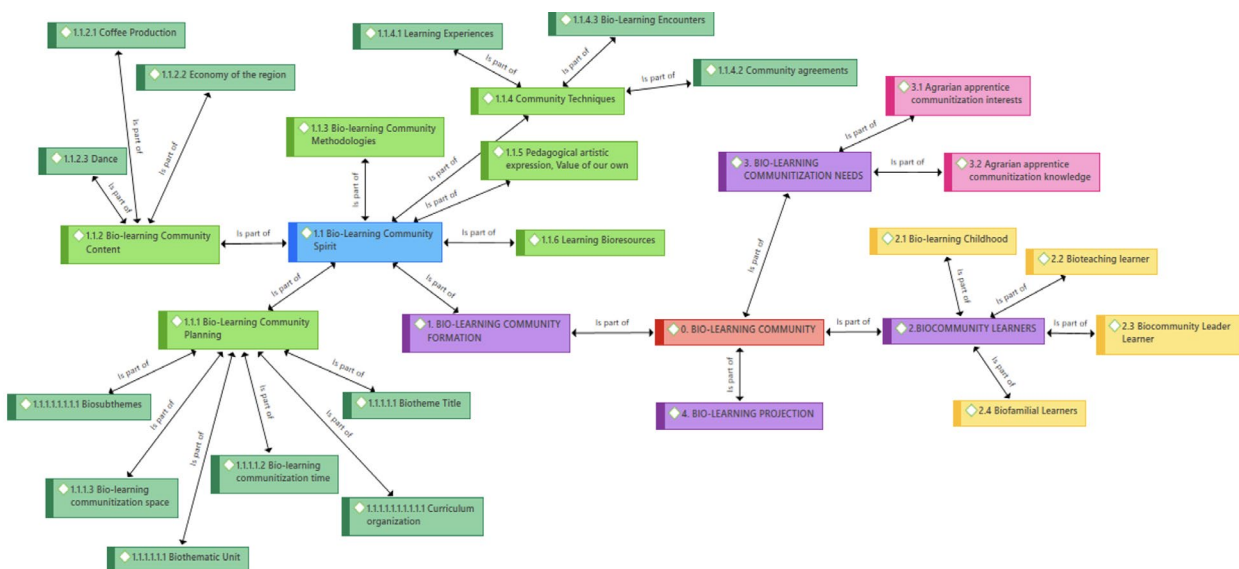 1.1.2.1 Coffee Production
1.1.2.2 Economy of the region
1.1.2.3 Dance
Is part of
Is part of
Is part of
1.1.2 Bio-learning Community
Content
Is part of
1.1.4.1 Learning Experiences
1.1.4.3 Bio-Learning Encounters
1.1.4.2 Community agreements
Is part of
Is part of
Is part of
1.1.4 Community Techniques
1.1.3 Bio-learning Community
Methodologies
1.1.5 Pedagogical artistic
expression, Value of our own
Is part of
Is part of
Is part of
1.1 Bio-Learning Community
Spirit
Is part of
1.1.6 Learning Bioresources
Is part of
Is part of
1.1.1 Bio-Learning Community
Planning
1. BIO-LEARNING COMMUNITY
FORMATION
Is part of
0. BIO-LEARNING COMMUNITY
Is part of
Is part of
Is part of
Is part of
Is part of
Is part of
Is part of
1.1.1.1.1.1.1.1 Biosubthemes
1.1.1.1.1 Biotheme Title
1.1.1.1.2 Bio-learning
communitization time
1.1.1.3 Bio-learning
communitization space
1.1.1.1.1.1.1.1.1.1 Curriculum
organization
1.1.1.1.1.1 Biothematic Unit
3.1 Agrarian apprentice
communitization interests
Is part of
3. BIO-LEARNING
COMMUNITIZATION NEEDS
Is part of
3.2 Agrarian apprentice
communitization knowledge
Is part of
2.1 Bio-learning Childhood
2.2 Bioteaching learner
Is part of
Is part of
2.BIOCOMMUNITY LEARNERS
Is part of
2.3 Biocommunity Leader
Learner
Is part of
2.4 Biofamilial Learners
Is part of
4. BIO-LEARNING PROJECTION